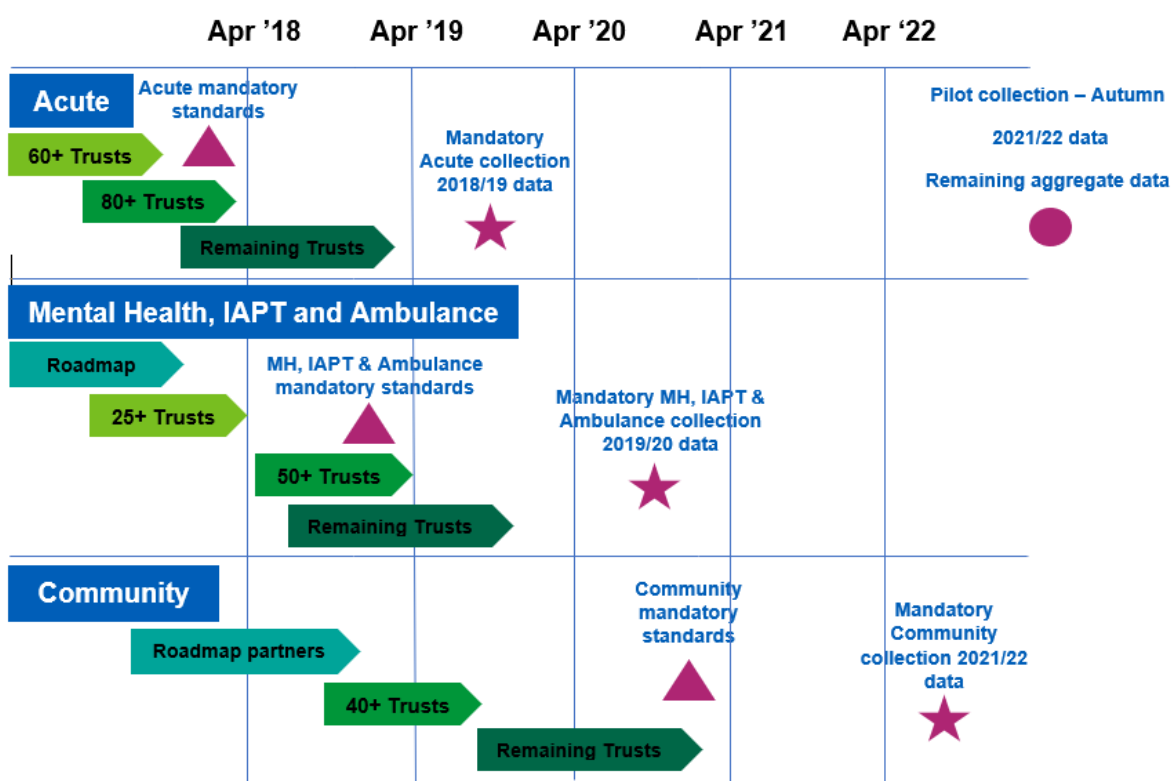 Apr ’18 Apr ’19 Apr ’20 Apr ’21 Apr ‘22
Acute
Acute mandatory
standards
60+ Trusts
80+ Trusts
Remaining Trusts
Mandatory
Acute collection
2018/19 data
Pilot collection – Autumn
2021/22 data
Remaining aggregate data
Mental Health, IAPT and Ambulance
Roadmap
25+ Trusts
MH, IAPT & Ambulance
mandatory standards
50+ Trusts
Remaining Trusts
Mandatory MH, IAPT &
Ambulance collection
2019/20 data
Community
Roadmap partners
40+ Trusts
Remaining Trusts
Community
mandatory
standards
Mandatory
Community
collection 2021/22
data